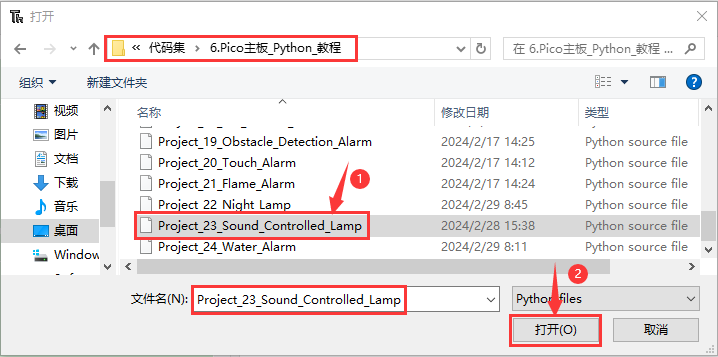 打开
« 代码集 › 6.Pico主板_Python_教程
在 6.Pico主板_Python_教程 ...
组织 新建文件夹
视频
图片
文档
下载
音乐
桌面
Window
名称 修改日期 类型
Project_19_Obstacle_Detection_Alarm 2024/2/17 14:25 Python source file
Project_20_Touch_Alarm 2024/2/17 14:12 Python source file
Project_21_Flame_Alarm 2024/2/17 14:24 Python source file
Project_22_Night_Lamp 2024/2/29 8:45 Python source file
Project_23_Sound_Controlled_Lamp 2024/2/28 15:38 Python source file
Project_24_Water_Alarm 2024/2/29 8:11 Python source file
1
2
文件名(N): Project_23_Sound_Controlled_Lamp Python files
打开(O) 取消